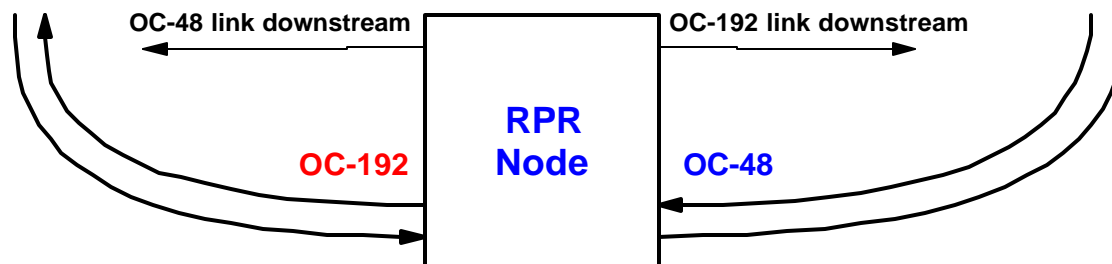 OC-48 link downstream
OC-192 link downstream
RPR
Node
OC-192
OC-48